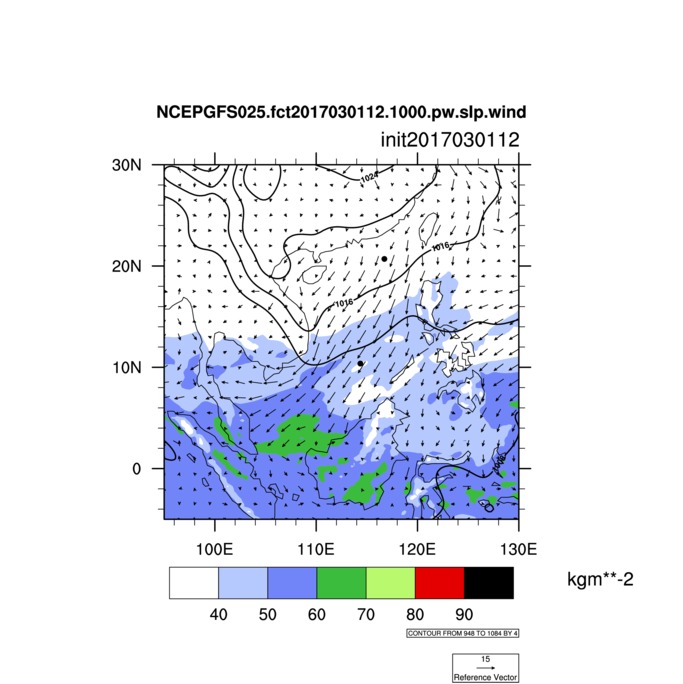 NCEPGFS025.fct2017030112.1000.pw.slp.wind
init2017030112
30N
20N
10N
0
1024
1016
1016
1008
100E 110E 120E 130E
kgm**-2
40 50 60 70 80 90
CONTOUR FROM 948 TO 1084 BY 4
15
Reference Vector